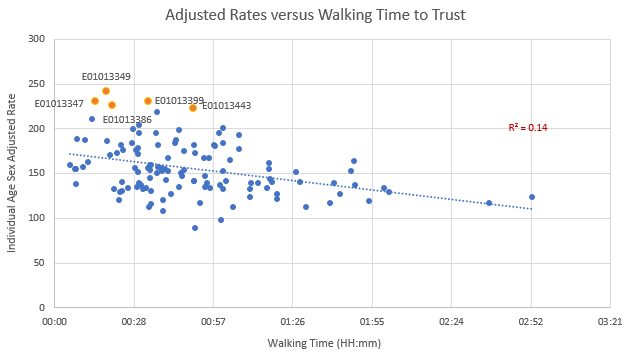 Adjusted Rates versus Walking Time to Trust
300
250
200
150
100
50
0
Individual Age Sex Adjusted Rate
E01013349
E01013347
E01013399
E01013443
E01013386
R² = 0.14
00:00 00:28 00:57 01:26 01:55 02:24 02:52 03:21
Walking Time (HH:mm)